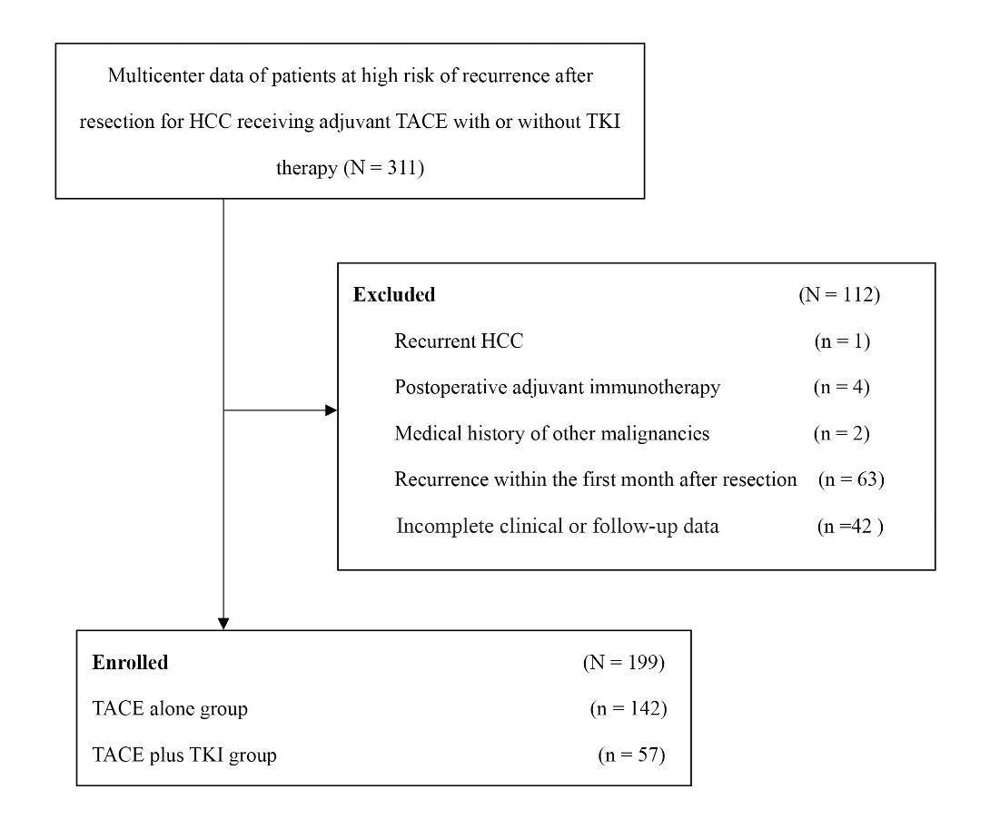 Multicenter data of patients at high risk of recurrence after
resection for HCC receiving adjuvant TACE with or without TKI
therapy (N = 311)
Excluded (N = 112)
Recurrent HCC (n = 1)
Postoperative adjuvant immunotherapy (n = 4)
Medical history of other malignancies (n = 2)
Recurrence within the first month after resection (n = 63)
Incomplete clinical or follow-up data (n =42 )
Enrolled (N = 199)
TACE alone group (n = 142)
TACE plus TKI group (n = 57)